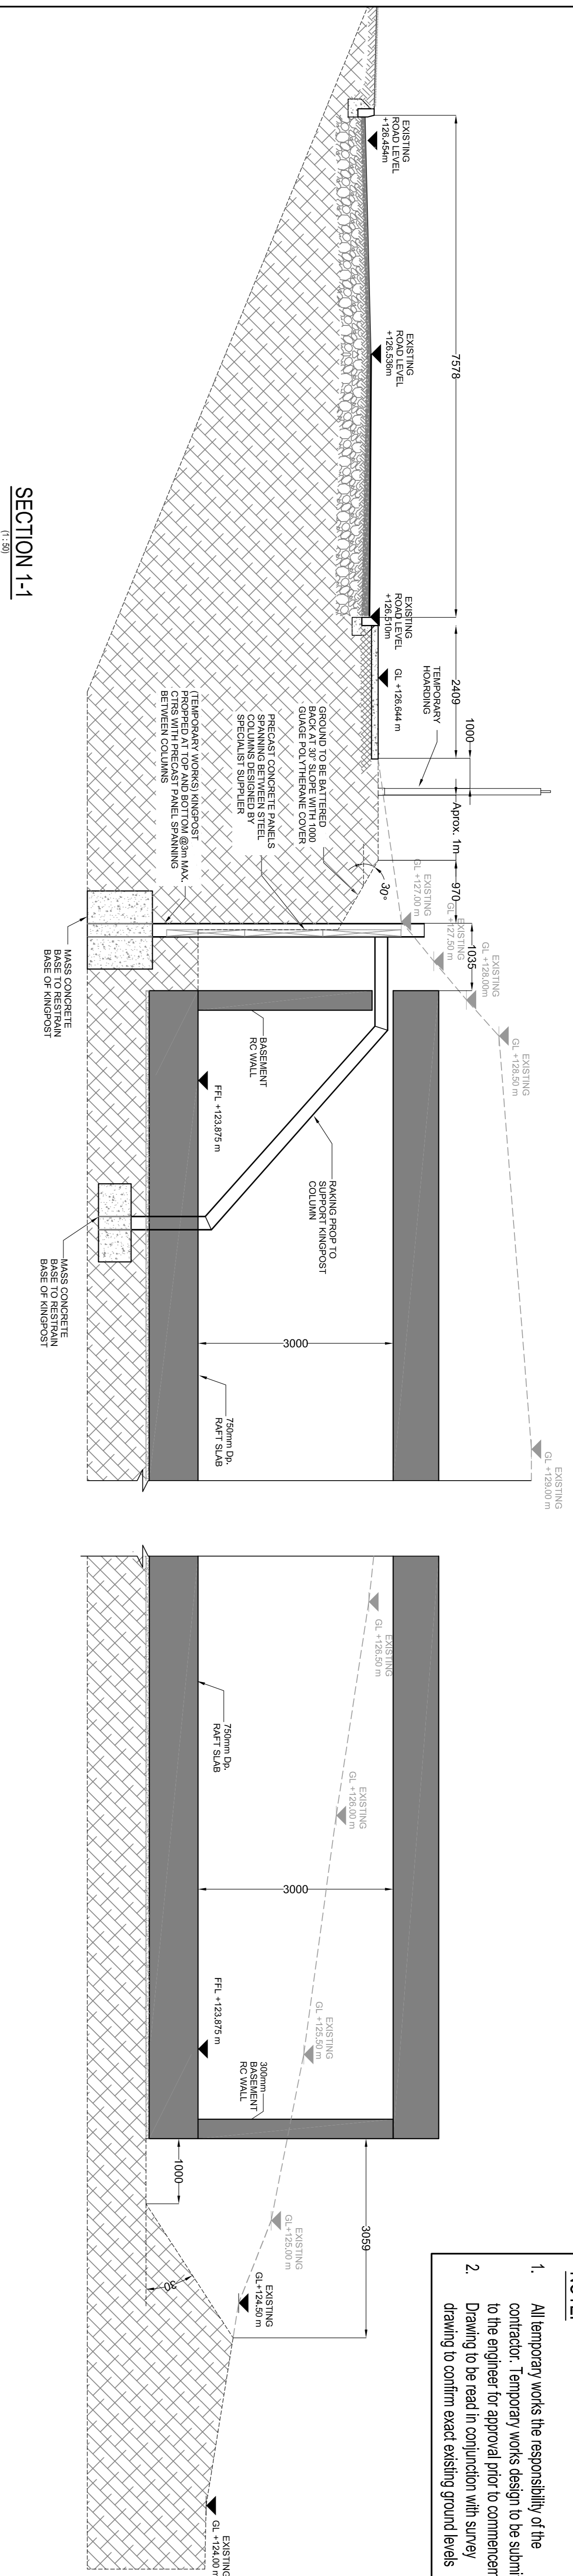 SECTION 1-1
(1:50)
EXISTING
ROAD LEVEL
+126.454m
7578
EXISTING
ROAD LEVEL
+126.536m
EXISTING
ROAD LEVEL
+126.510m
2409
GL +126.644 m
TEMPORARY
HOARDING
1000
Aprox. 1m
970
1035
30°
EXISTING
GL +127.00 m
EXISTING
GL +127.50 m
EXISTING
GL +128.00m
EXISTING
GL +128.50 m
EXISTING
GL +129.00 m
GROUND TO BE BATTERED
BACK AT 30° SLOPE WITH 1000
GUAGE POLYTHERANE COVER
PRECAST CONCRETE PANELS
SPANNING BETWEEN STEEL
COLUMNS DESIGNED BY
SPECIALIST SUPPLIER
(TEMPORARY WORKS) KINGPOST
PROPPED AT TOP AND BOTTOM @3m MAX.
CTRS WITH PRECAST PANEL SPANNING
BETWEEN COLUMNS
MASS CONCRETE
BASE TO RESTRAIN
BASE OF KINGPOST
BASEMENT
RC WALL
FFL +123.875 m
RAKING PROP TO
SUPPORT KINGPOST
COLUMN
MASS CONCRETE
BASE TO RESTRAIN
BASE OF KINGPOST
3000
750mm Dp.
RAFT SLAB
EXISTING
GL +126.50 m
750mm Dp.
RAFT SLAB
EXISTING
GL +126.00 m
3000
EXISTING
GL +125.50 m
FFL +123.875 m
300mm
BASEMENT
RC WALL
1000
3059
EXISTING
GL+125.00 m
30
EXISTING
GL+124.50 m
EXISTING
GL +124.00 m
1. All temporary works the responsibility of the
contractor. Temporary works design to be
to the engineer for approval prior to
2. Drawing to be read in conjunction with survey
drawing to confirm exact existing ground levels